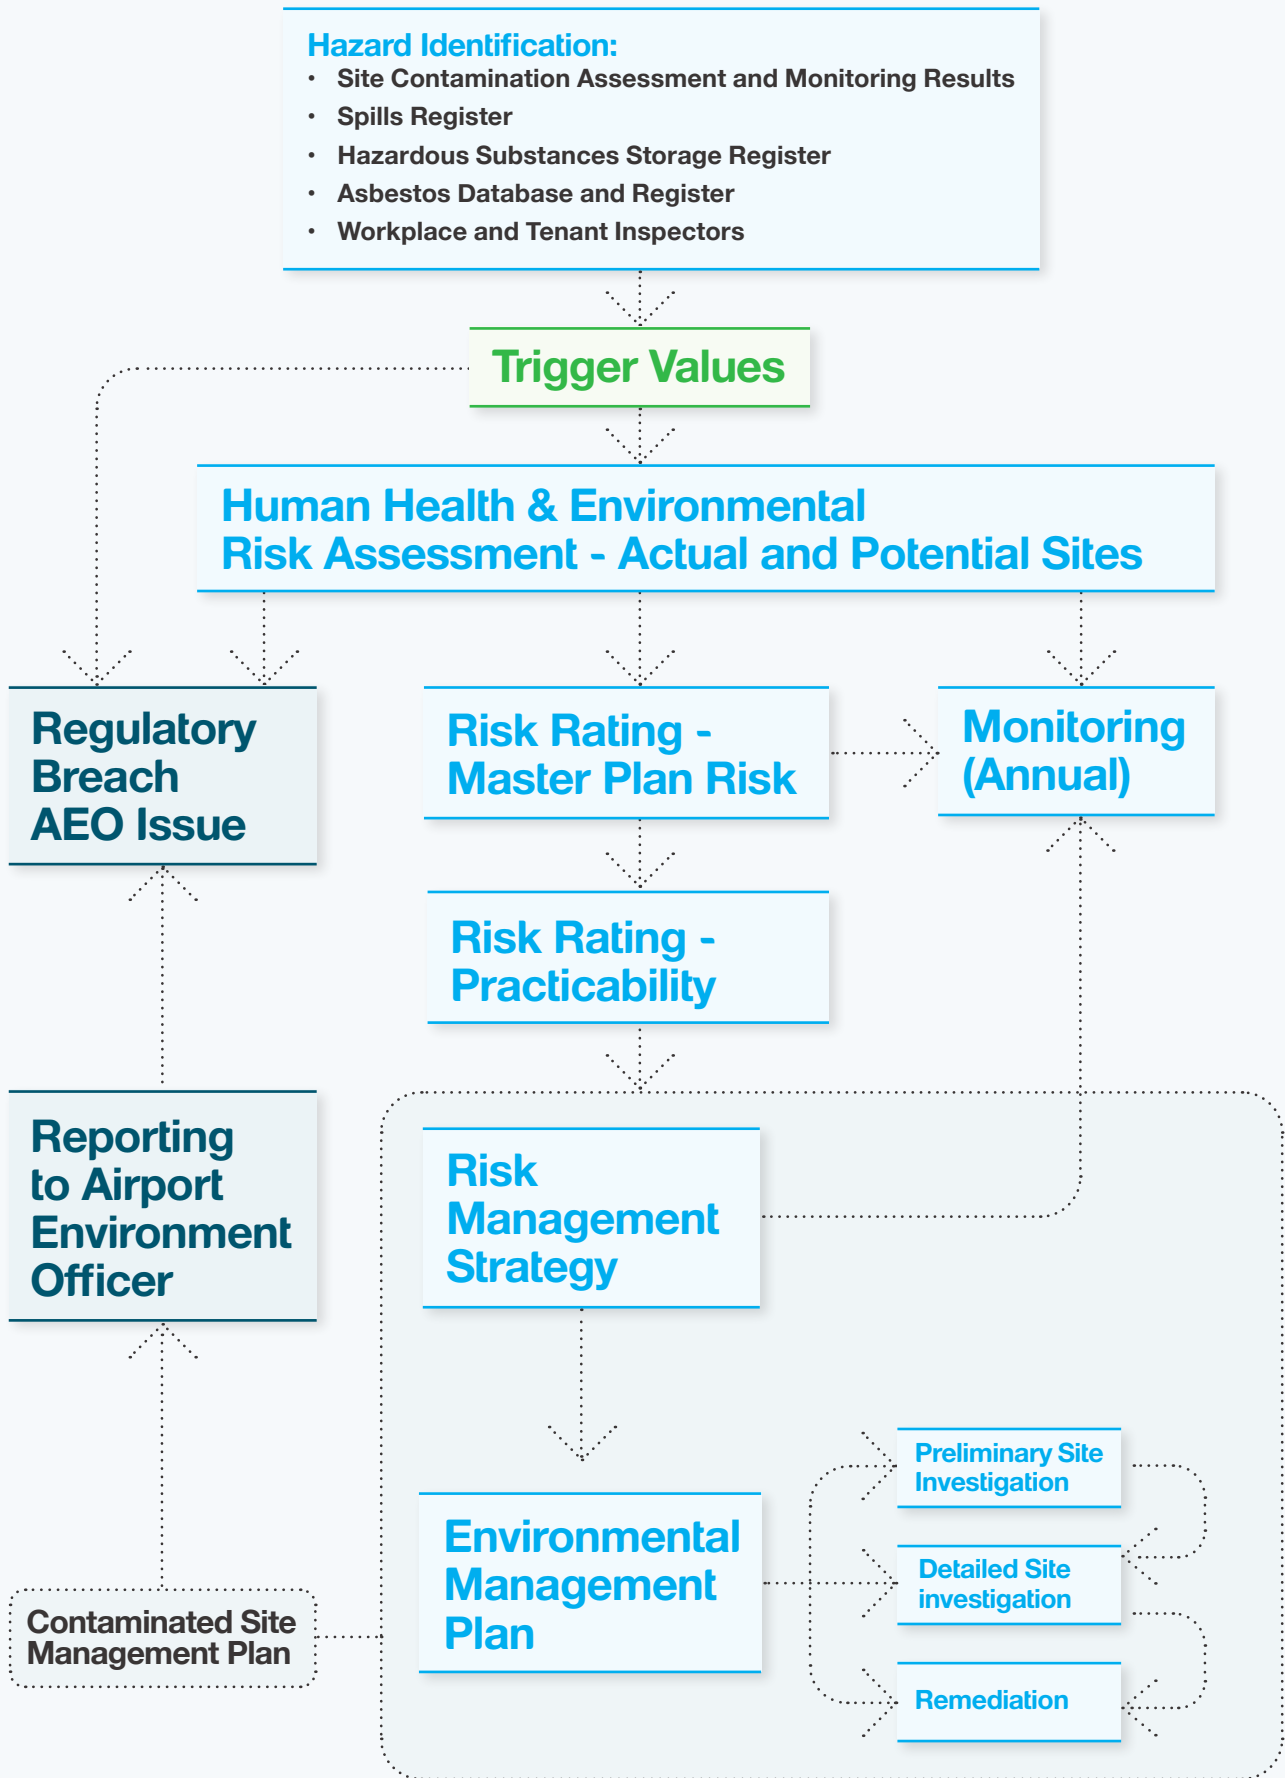 Hazard Identification:
• Site Contamination Assessment and Monitoring Results
• Spills Register
• Hazardous Substances Storage Register
• Asbestos Database and Register
• Workplace and Tenant Inspectors
Trigger Values
Human Health & Environmental
Risk Assessment - Actual and Potential Sites
Regulatory
Breach
AEO Issue
Risk Rating -
Master Plan Risk
Monitoring
(Annual)
Risk Rating -
Practicability
Reporting
to Airport
Environment
Officer
Risk
Management
Strategy
Environmental
Management
Plan
Preliminary Site
Investigation
Detailed Site
investigation
Remediation
Contaminated Site
Management Plan